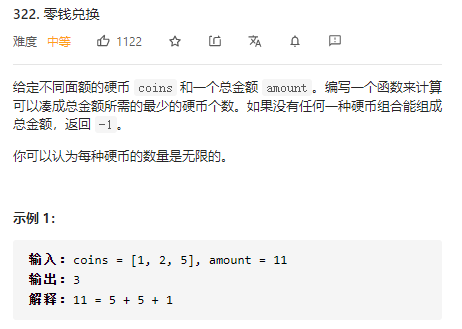 322. 零钱兑换
难度 中等 1122
给定不同面额的硬币 coins 和一个总金额 amount。编写一个函数来计算
可以凑成总金额所需的最少的硬币个数。如果没有任何一种硬币组合能组成
总金额，返回 -1。
你可以认为每种硬币的数量是无限的。
示例 1：
输入：coins = [1, 2, 5], amount = 11
输出：3
解释：11 = 5 + 5 + 1